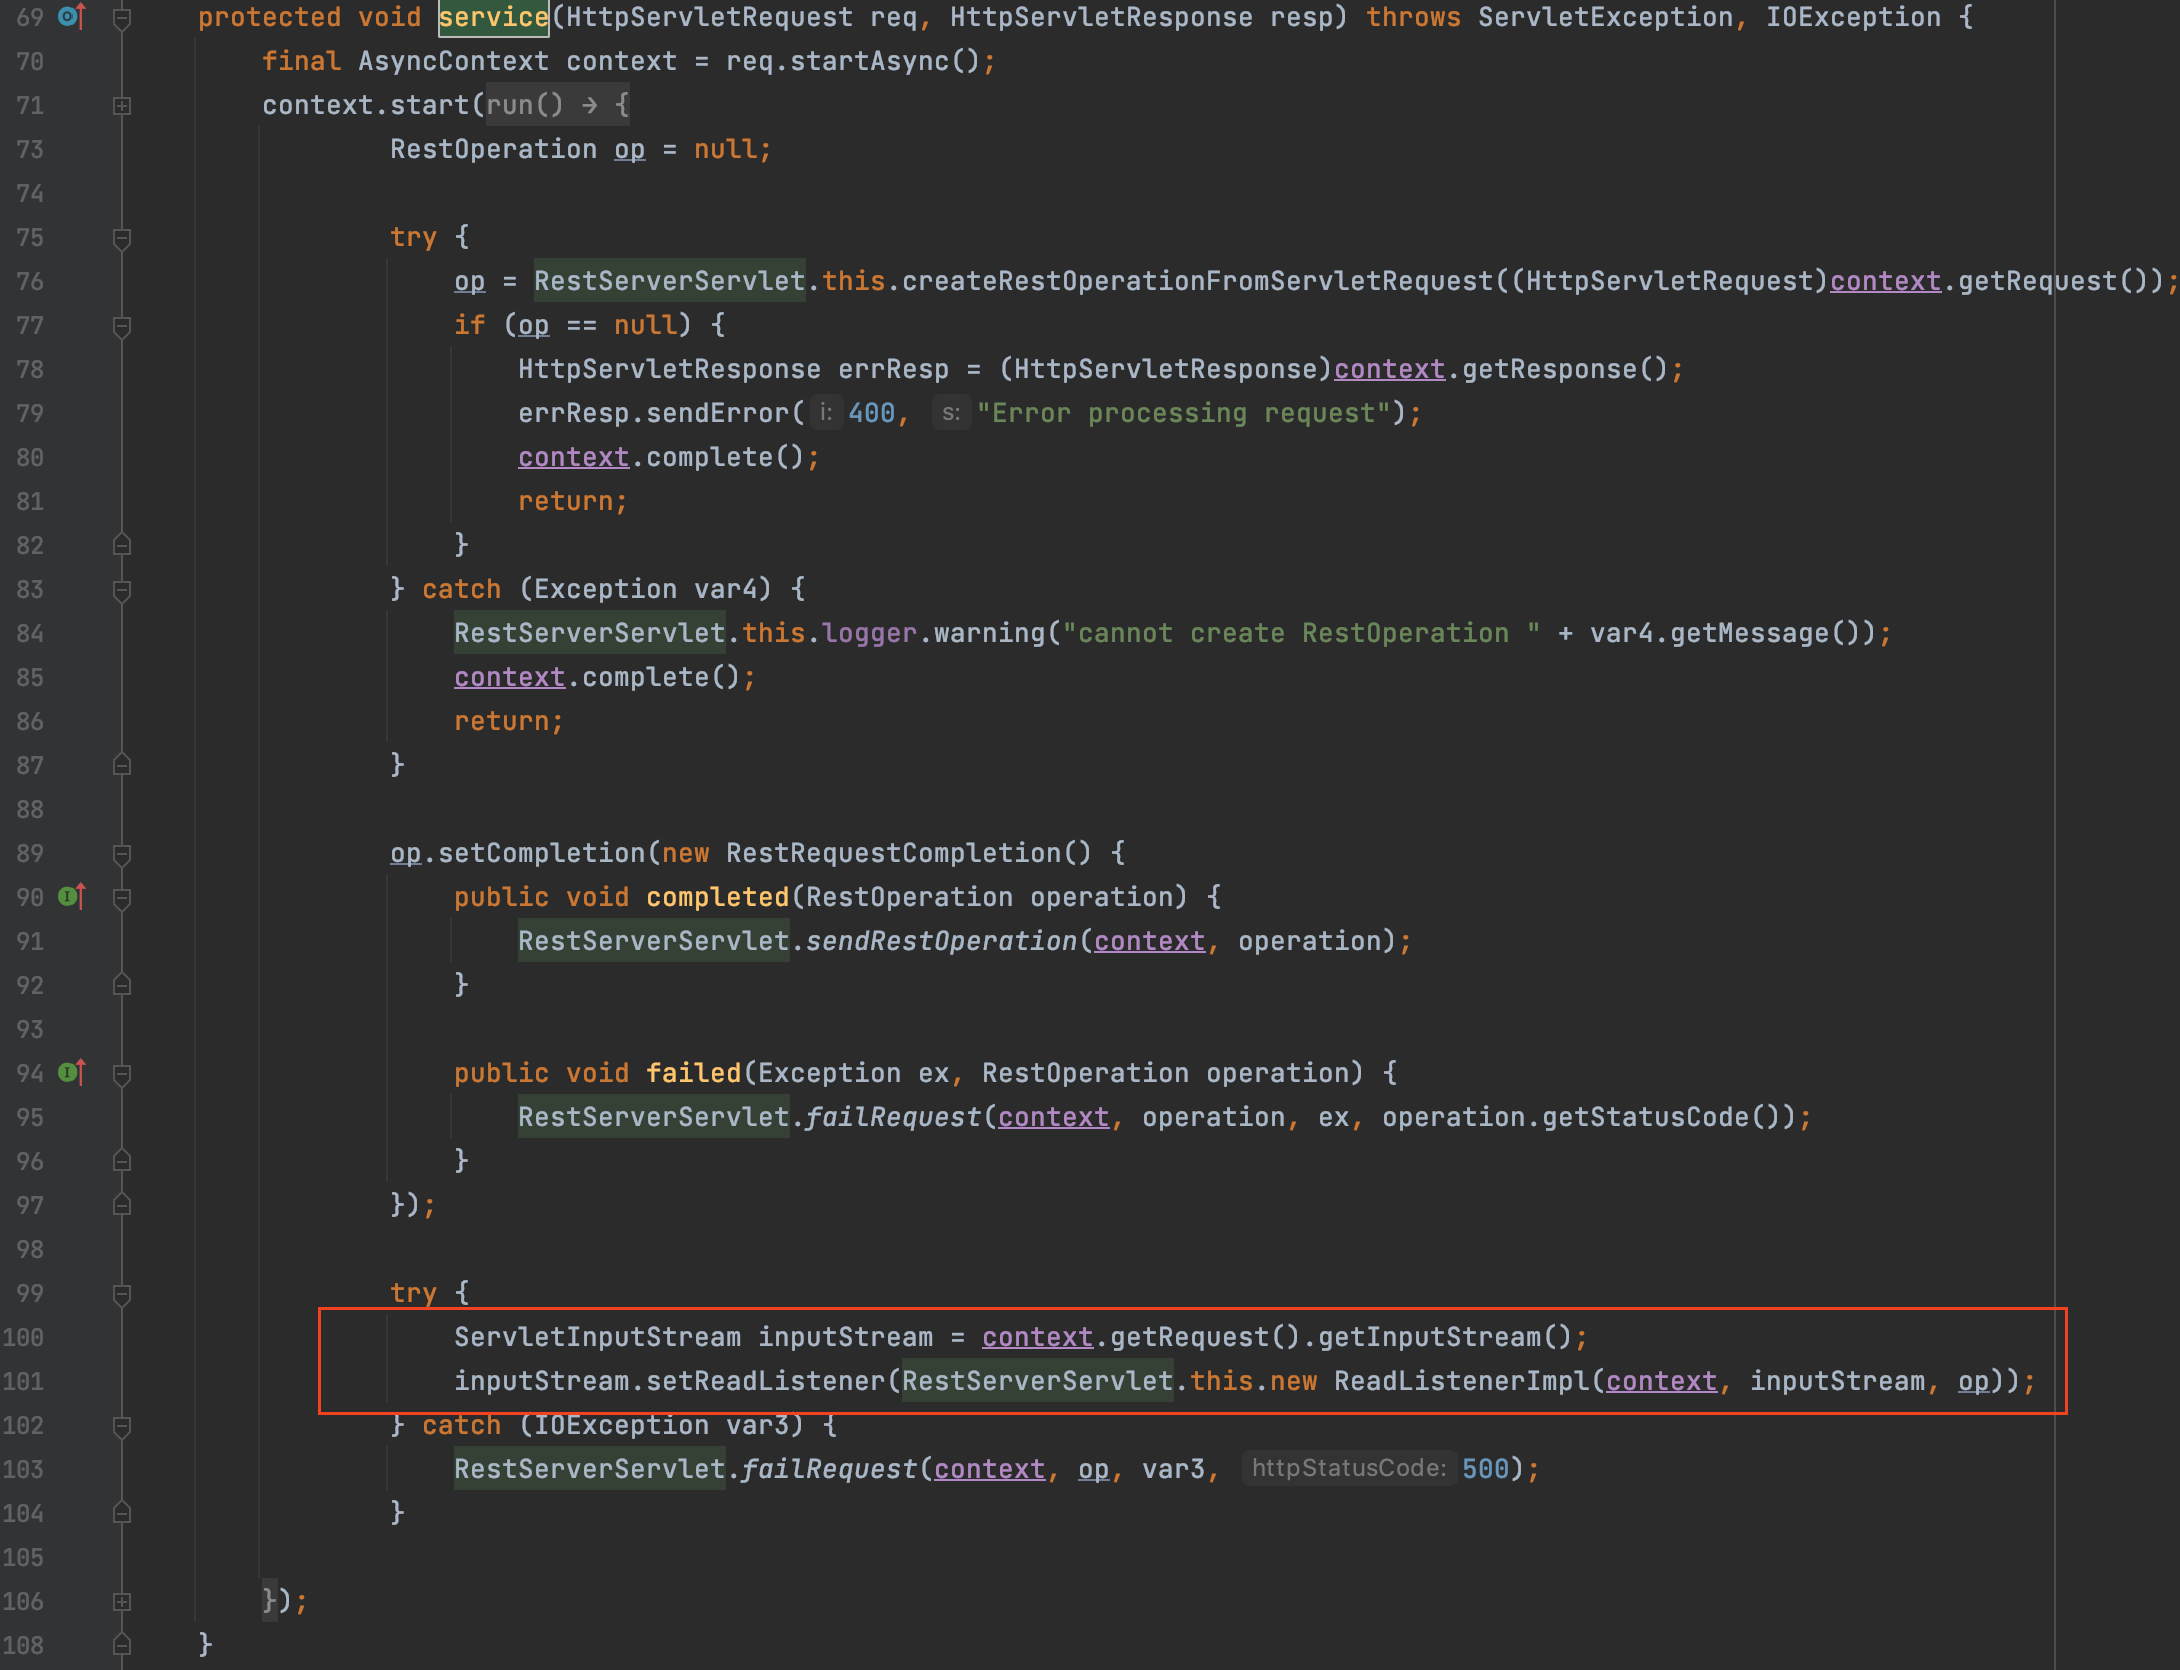 69 protected void service(HttpServletRequest req, HttpServletResponse resp) throws ServletException, IOException {
70 final AsyncContext context = req.startAsync();
71 context.start(run() → {
73 RestOperation op = null;
74
75 try {
76 op = RestServerServlet.this.createRestOperationFromServletRequest((HttpServletRequest)context.getRequest());
77 if (op == null) {
78 HttpServletResponse errResp = (HttpServletResponse)context.getResponse();
79 errResp.sendError( i: 400, s: "Error processing request");
80 context.complete();
81 return;
82 }
83 } catch (Exception var4) {
84 RestServerServlet.this.logger.warning("cannot create RestOperation " + var4.getMessage());
85 context.complete();
86 return;
87 }
88
89 op.setCompletion(new RestRequestCompletion() {
90 public void completed(RestOperation operation) {
91 RestServerServlet.sendRestOperation(context, operation);
92 }
93
94 public void failed(Exception ex, RestOperation operation) {
95 RestServerServlet.failRequest(context, operation, ex, operation.getStatusCode());
96 }
97 });
98
99 try {
100 ServletInputStream inputStream = context.getRequest().getInputStream();
101 inputStream.setReadListener(RestServerServlet.this.new ReadListenerImpl(context, inputStream, op));
102 } catch (IOException var3) {
103 RestServerServlet.failRequest(context, op, var3, httpStatusCode: 500);
104 }
105
106 });
108 }